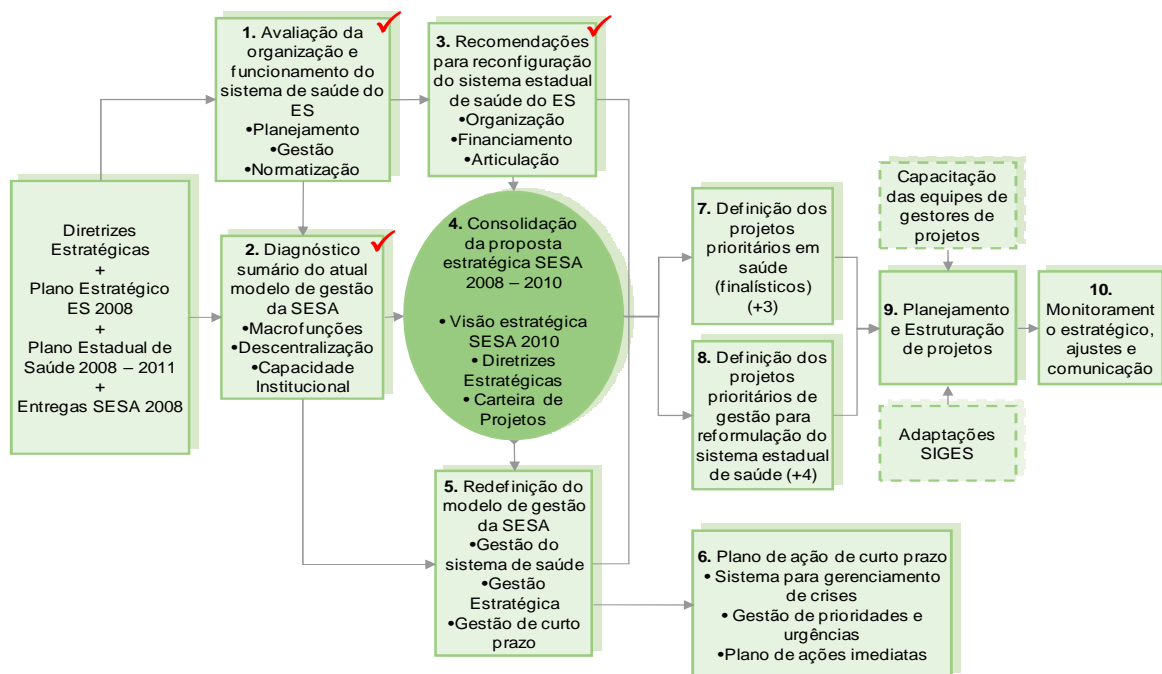 1. Avaliação da
organização e
funcionamento do
sistema de saúde do
ES
•Planejamento
•Gestão
•Normatização
3. Recomendações
para reconfiguração
do sistema estadual
de saúde do ES
•Organização
•Financiamento
•Articulação
Diretrizes
Estratégicas
+
Plano Estratégico
ES 2008
+
Plano Estadual de
Saúde 2008 – 2011
+
Entregas SESA 2008
2. Diagnóstico
sumário do atual
modelo de gestão
da SESA
•Macrofunções
•Descentralização
•Capacidade
Institucional
4. Consolidação
da proposta
estratégica SESA
2008 – 2010
• Visão estratégica
SESA 2010
• Diretrizes
Estratégicas
• Carteira de
Projetos
5. Redefinição do
modelo de gestão
da SESA
•Gestão do
sistema de saúde
•Gestão
Estratégica
•Gestão de curto
prazo
7. Definição dos
projetos
prioritários em
saúde
(finalísticos)
(+3)
8. Definição dos
projetos
prioritários de
gestão para
reformulação do
sistema estadual
de saúde (+4)
6. Plano de ação de curto prazo
• Sistema para gerenciamento
de crises
• Gestão de prioridades e
urgências
•Plano de ações imediatas
Capacitação
das equipes de
gestores de
projetos
9. Planejamento
e Estruturação
de projetos
Adaptações
SIGES
10.
Monitorament
o estratégico,
ajustes e
comunicação